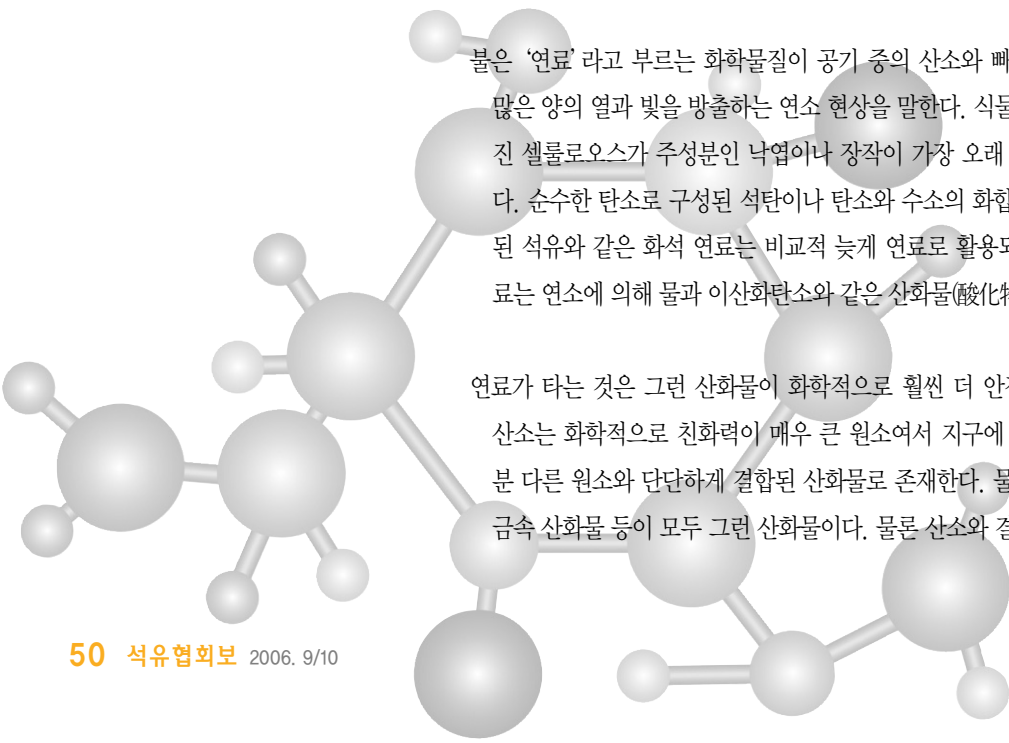 불은 ‘연료’ 라고 부르는 화학물질이 공기 중의 산소와 빠
많은 양의 열과 빛을 방출하는 연소 현상을 말한다. 식물
진 셀룰로오스가 주성분인 낙엽이나 장작이 가장 오래
다. 순수한 탄소로 구성된 석탄이나 탄소와 수소의 화합
된 석유와 같은 화석 연료는 비교적 늦게 연료로 활용되
료는 연소에 의해 물과 이산화탄소와 같은 산화물(酸化物
연료가 타는 것은 그런 산화물이 화학적으로 훨씬 더 안정
산소는 화학적으로 친화력이 매우 큰 원소여서 지구에
분 다른 원소와 단단하게 결합된 산화물로 존재한다. 물
금속 산화물 등이 모두 그런 산화물이다. 물론 산소와 결
50 석유협회보 2006. 9/10